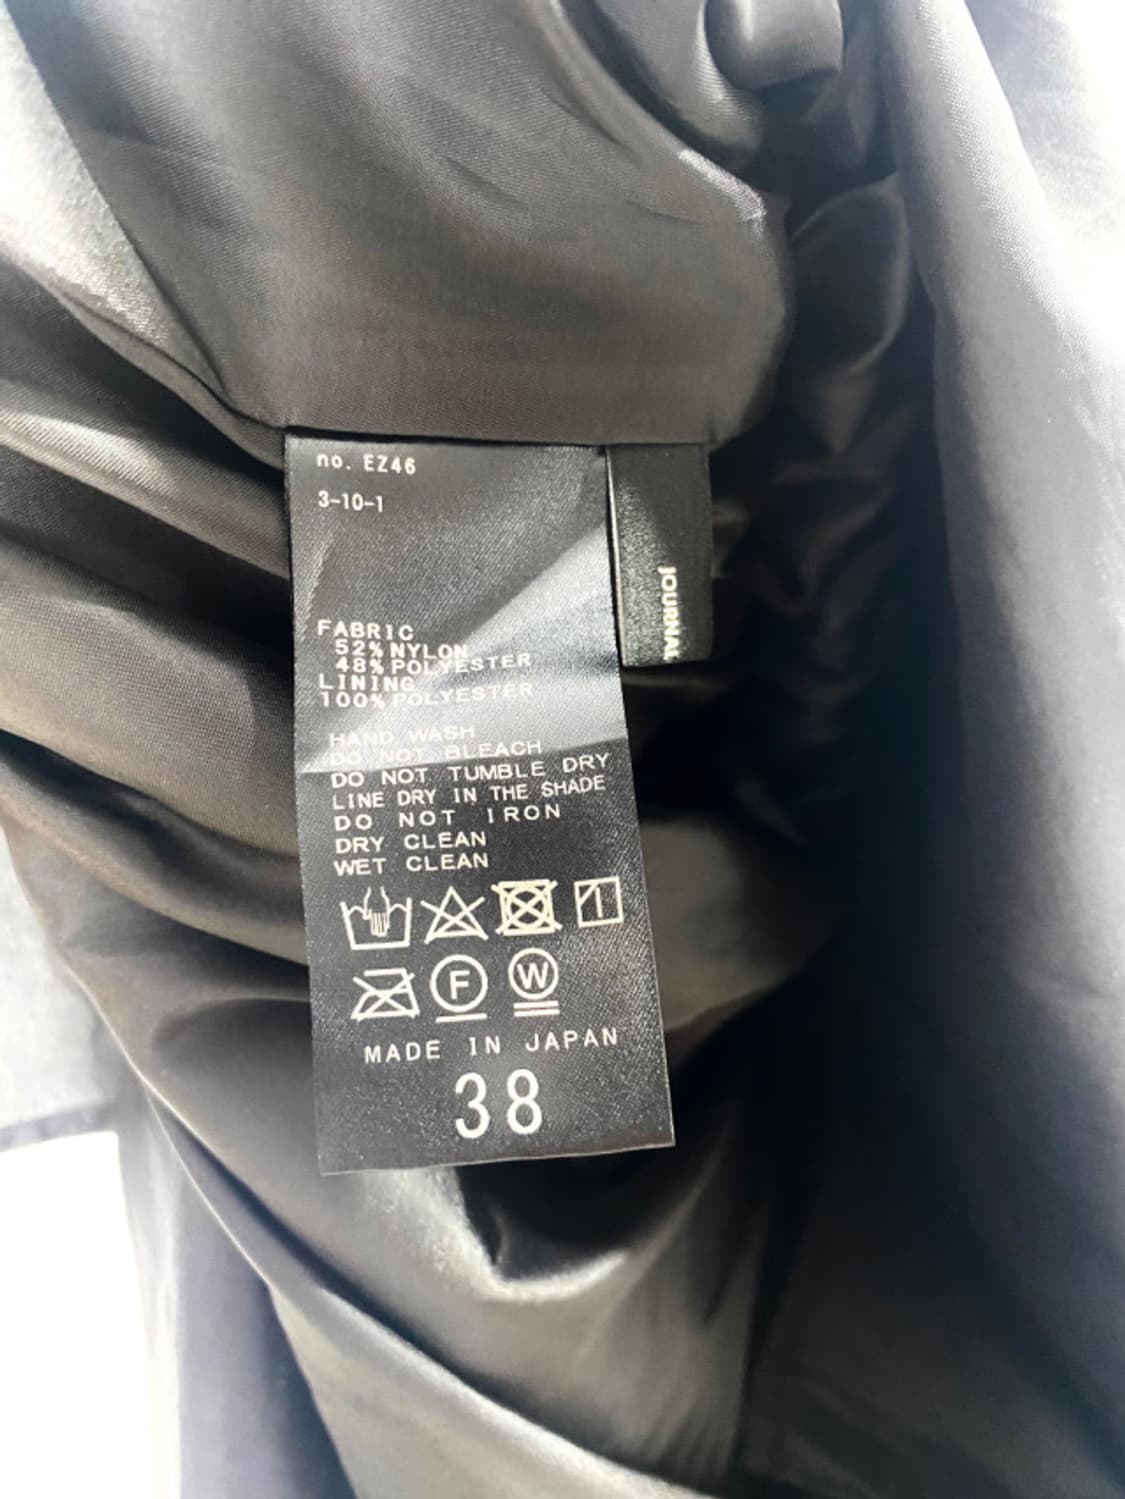 no. EZ46
3-10-1
FABRIC
52% NYLON
48% POLYESTER
LINING
100% POLYESTER
HAND WASH
DO NOT BLEACH
DO NOT TUMBLE DRY
LINE DRY IN THE SHADE
DO NOT IRON
DRY CLEAN
WET CLEAN
F W
MADE IN JAPAN
38
JOURNAL